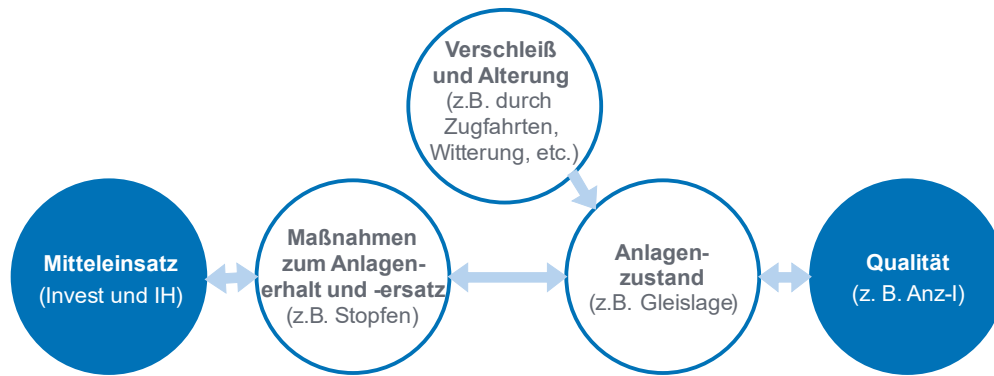 Verschleiß
und Alterung
(z.B. durch
Zugfahrten,
Witterung, etc.)
Mitteleinsatz
(Invest und IH)
Maßnahmen
zum Anlagen-
erhalt und -ersatz
(z.B. Stopfen)
Anlagen-
zustand
(z.B. Gleislage)
Qualität
(z. B. Anz-I)